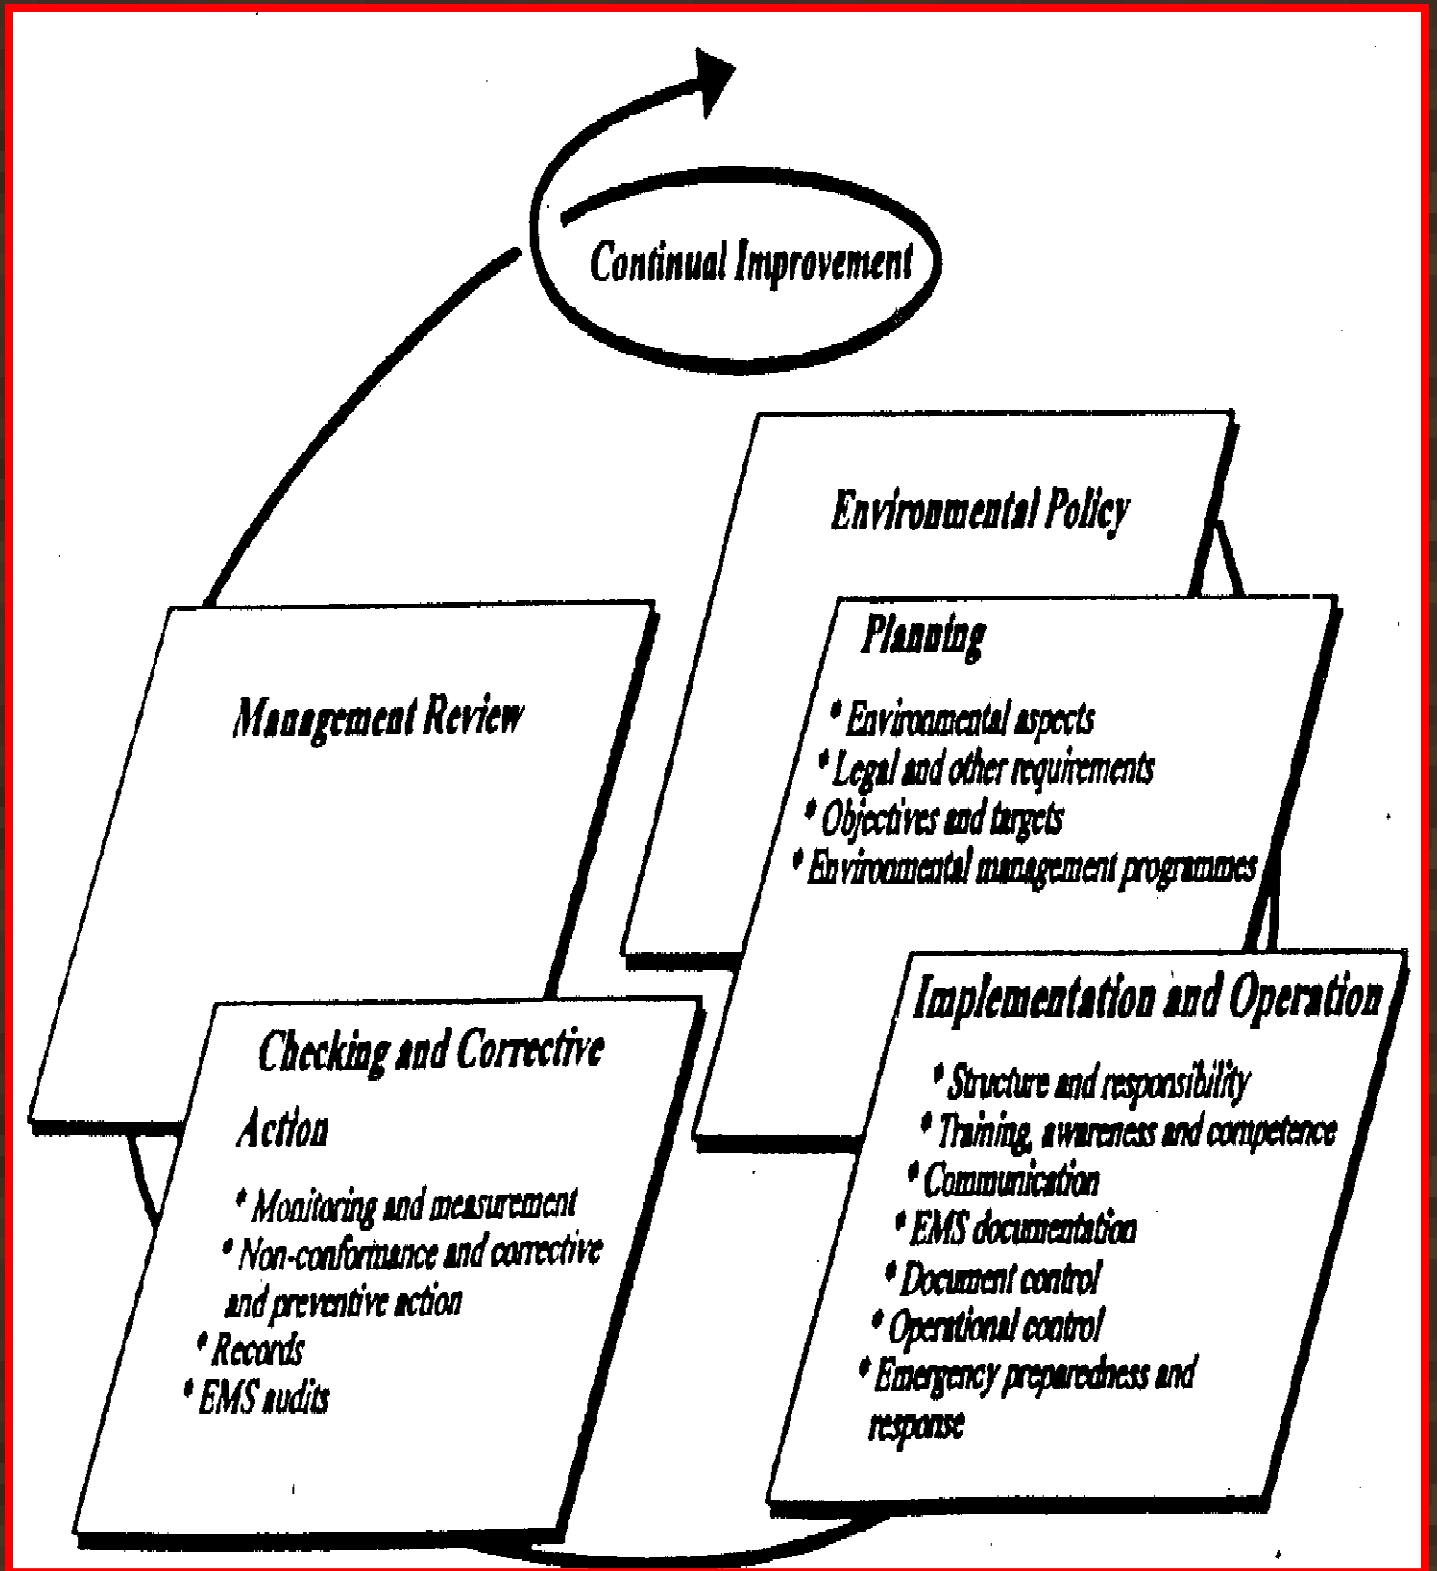 Continual Improvement
Environmental Policy
Planning
* Environmental aspects
* Legal and other requirements
* Objectives and targets
* Environmental management programmes
Implementation and Operation
* Structure and responsibility
* Training, awareness and competence
* Communication
* EMS documentation
* Document control
* Operational control
* Emergency preparedness and
response
Checking and Corrective
Action
* Monitoring and measurement
* Non-conformance and corrective
and preventive action
* Records
* EMS audits
Management Review